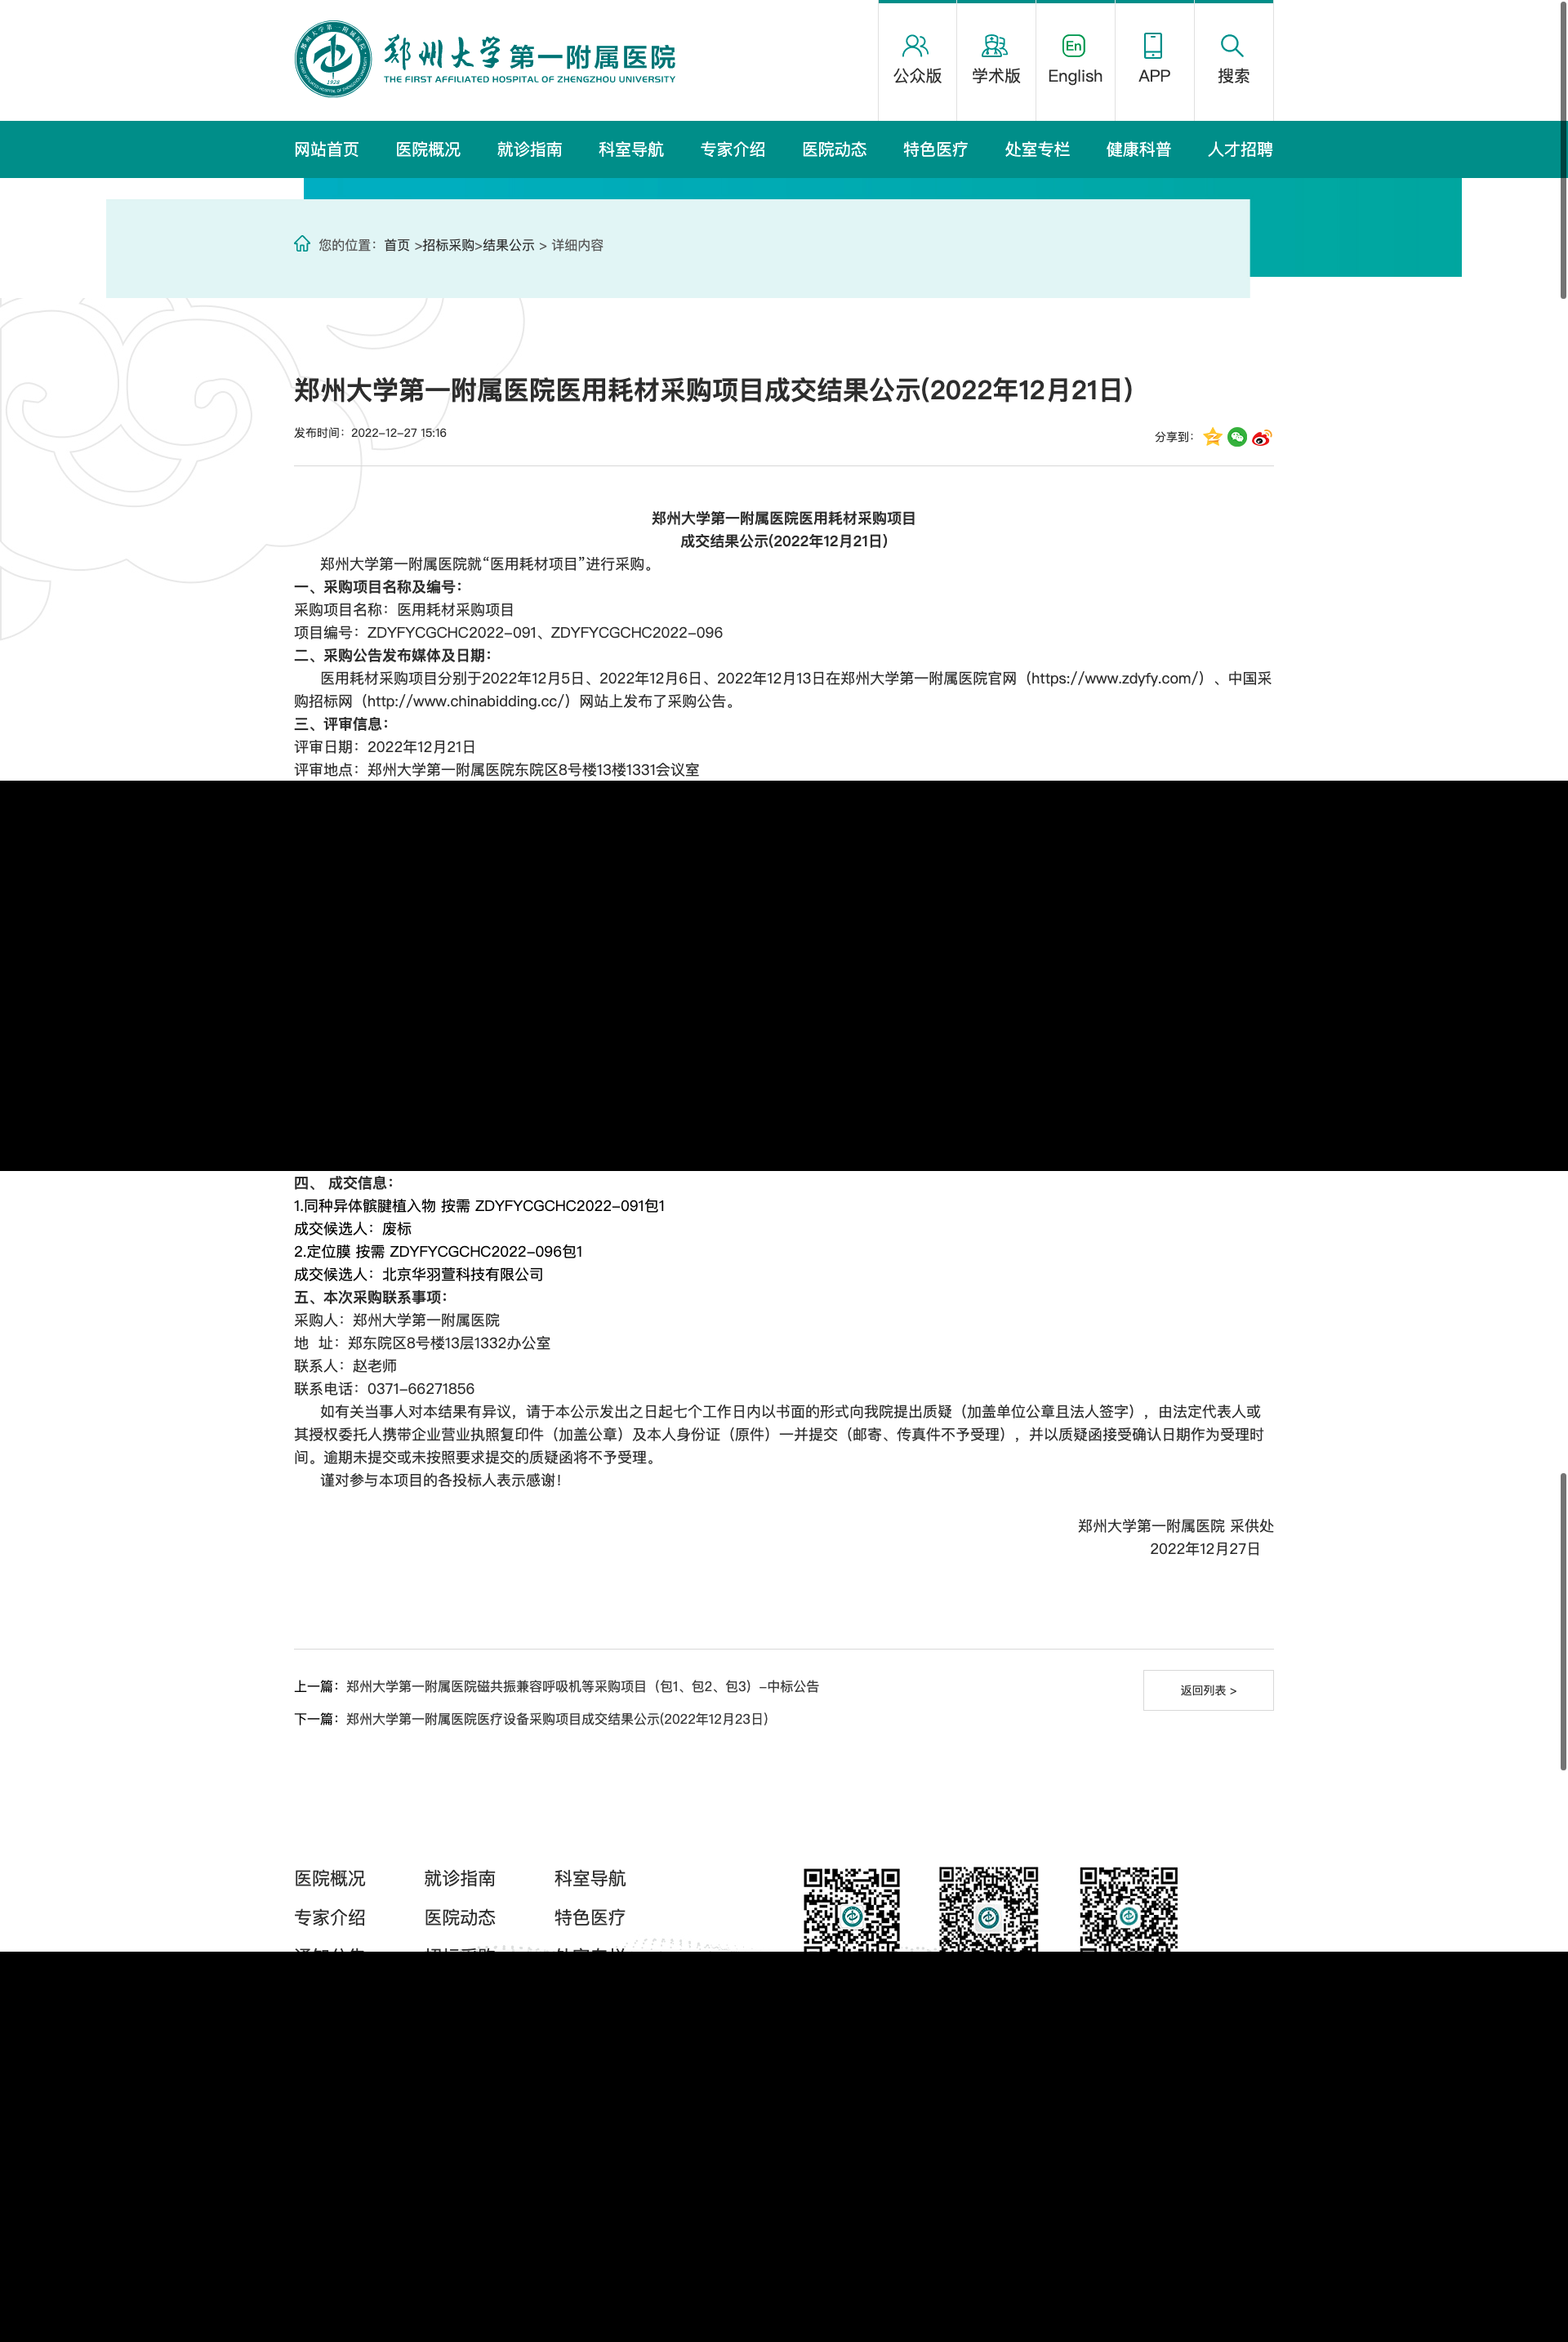 郑州大学第一附属医院
THE FIRST AFFILIATED HOSPITAL OF ZHENGZHOU UNIVERSITY
公众版
学术版
English
APP
搜索
网站首页 医院概况 就诊指南 科室导航 专家介绍 医院动态 特色医疗 处室专栏 健康科普 人才招聘
您的位置：首页 >招标采购>结果公示 > 详细内容
郑州大学第一附属医院医用耗材采购项目成交结果公示(2022年12月21日)
发布时间：2022-12-27 15:16
分享到：
郑州大学第一附属医院医用耗材采购项目
成交结果公示(2022年12月21日)
郑州大学第一附属医院就“医用耗材项目”进行采购。
一、采购项目名称及编号：
采购项目名称：医用耗材采购项目
项目编号：ZDYFYCGCHC2022-091、ZDYFYCGCHC2022-096
二、采购公告发布媒体及日期：
医用耗材采购项目分别于2022年12月5日、2022年12月6日、2022年12月13日在郑州大学第一附属医院官网（https://www.zdyfy.com/）、中国采
购招标网（http://www.chinabidding.cc/）网站上发布了采购公告。
三、评审信息：
评审日期：2022年12月21日
评审地点：郑州大学第一附属医院东院区8号楼13楼1331会议室
四、 成交信息：
1.同种异体髌腱植入物 按需 ZDYFYCGCHC2022-091包1
成交候选人：废标
2.定位膜 按需 ZDYFYCGCHC2022-096包1
成交候选人：北京华羽萱科技有限公司
五、本次采购联系事项：
采购人：郑州大学第一附属医院
地 址：郑东院区8号楼13层1332办公室
联系人：赵老师
联系电话：0371-66271856
如有关当事人对本结果有异议，请于本公示发出之日起七个工作日内以书面的形式向我院提出质疑（加盖单位公章且法人签字），由法定代表人或
其授权委托人携带企业营业执照复印件（加盖公章）及本人身份证（原件）一并提交（邮寄、传真件不予受理），并以质疑函接受确认日期作为受理时
间。逾期未提交或未按照要求提交的质疑函将不予受理。
谨对参与本项目的各投标人表示感谢！
郑州大学第一附属医院 采供处
2022年12月27日
上一篇：郑州大学第一附属医院磁共振兼容呼吸机等采购项目（包1、包2、包3）-中标公告
返回列表 >
下一篇：郑州大学第一附属医院医疗设备采购项目成交结果公示(2022年12月23日)
医院概况 就诊指南 科室导航
专家介绍 医院动态 特色医疗